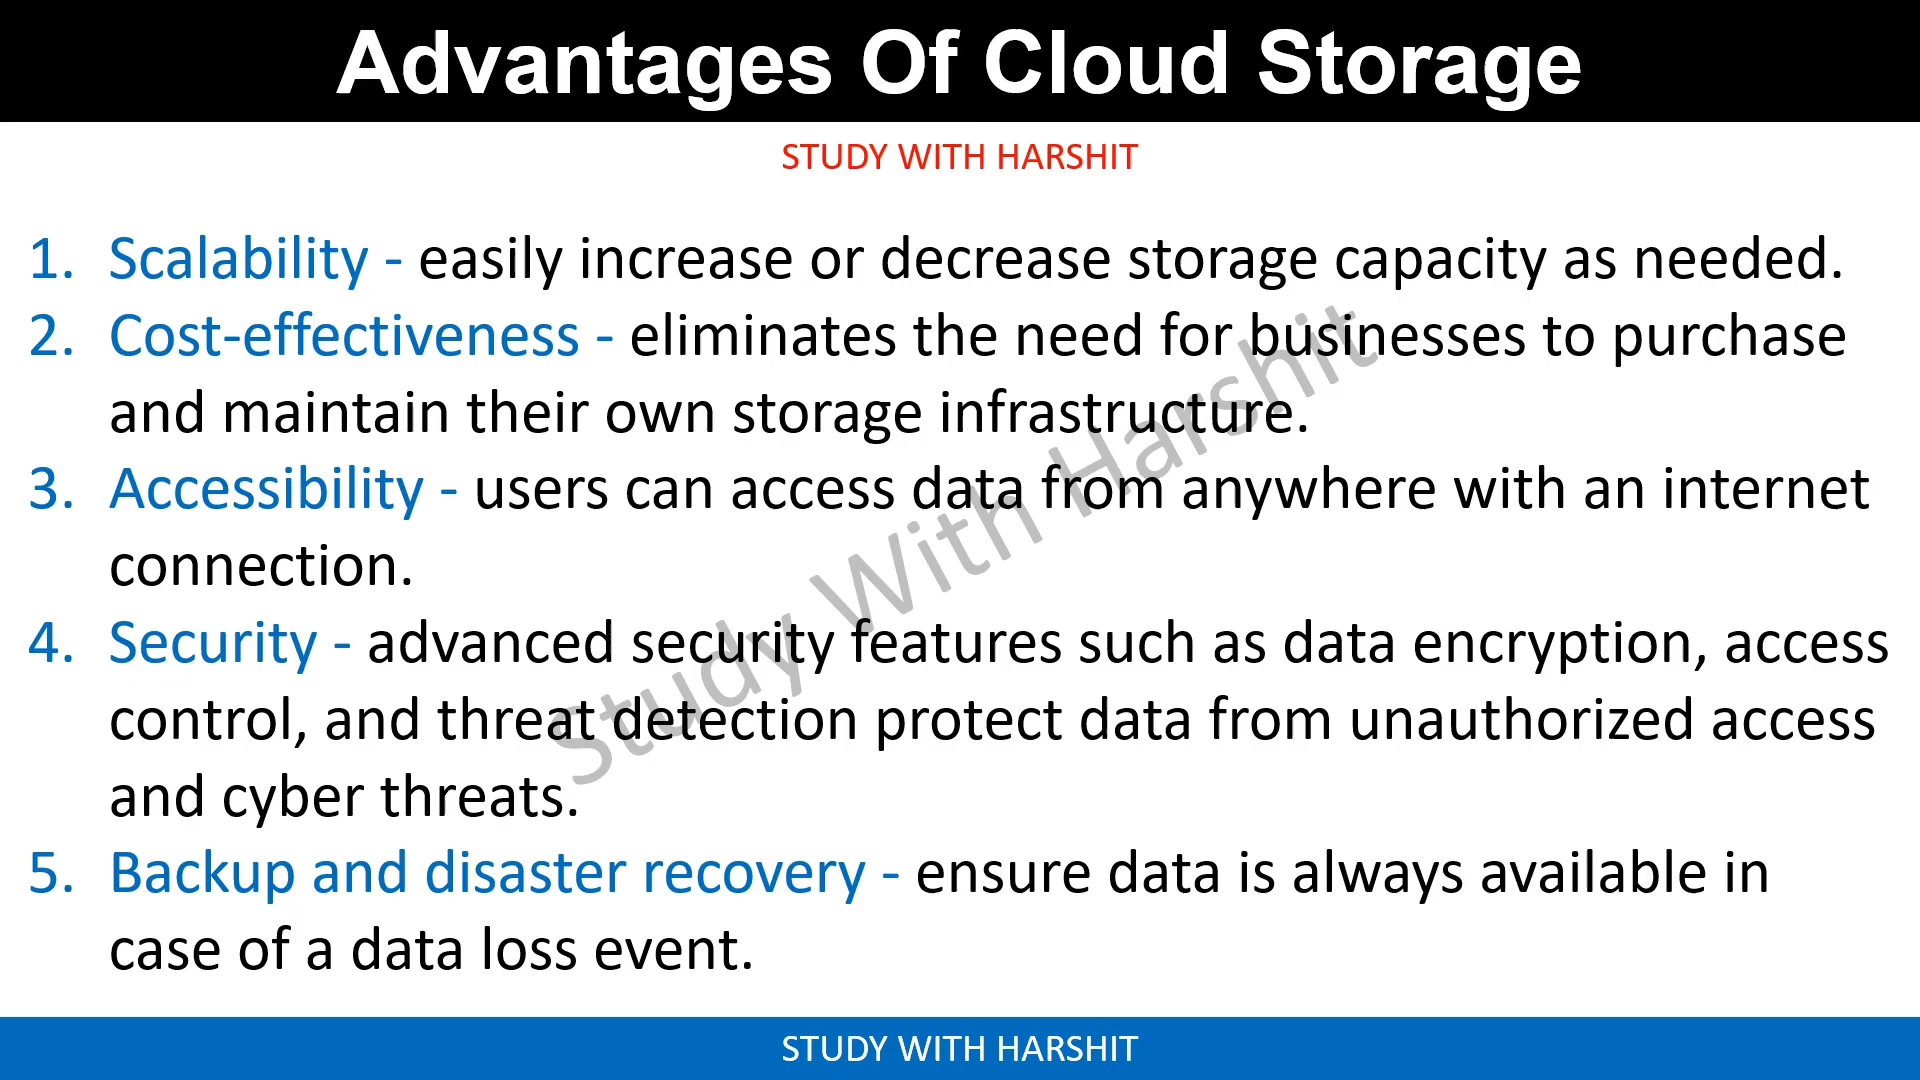 Advantages Of Cloud Storage
STUDY WITH HARSHIT
1. Scalability - easily increase or decrease storage capacity as needed.
2. Cost-effectiveness - eliminates the need for businesses to purchase
and maintain their own storage infrastructure.
3. Accessibility - users can access data from anywhere with an internet
connection.
4. Security - advanced security features such as data encryption, access
control, and threat detection protect data from unauthorized access
and cyber threats.
5. Backup and disaster recovery - ensure data is always available in
case of a data loss event.
Study With Harshit
STUDY WITH HARSHIT